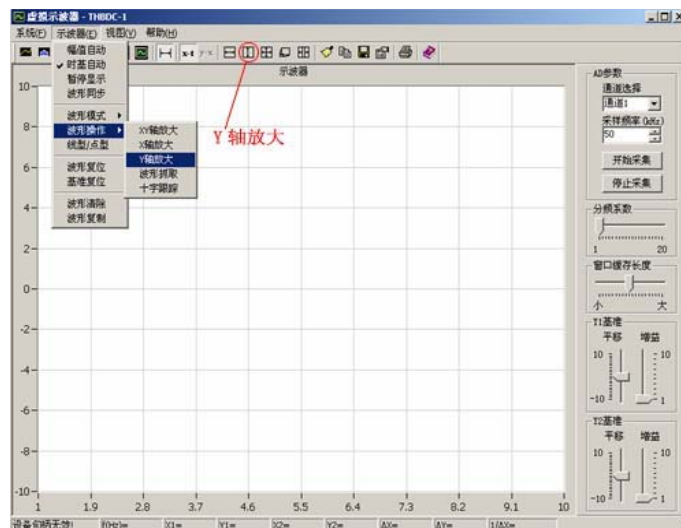 虚拟示波器 - THBDC-1
系统(F) 示波器(E) 视图(V) 帮助(H)
幅值自动
时基自动
暂停显示
波形同步
波形模式
波形操作
线型/点型
波形复位
基准复位
波形清除
波形复制
XY轴放大
X轴放大
Y轴放大
波形抓取
十字跟踪
x-t
Y 轴放大
示波器
10
8
6
4
2
0
-2
-4
-6
-8
-10
1 1.9 2.8 3.7 4.6 5.5 6.4 7.3 8.2 9.1 10
AD参数
通道选择
通道1
采样频率(kHz)
50
开始采集
停止采集
分频系数
1 20
窗口缓存长度
小 大
Y1基准
平移 增益
10 10
-10 1
Y2基准
平移 增益
10 10
-10 1
设备句柄无效! f(Hz)= X1= Y1= X2= Y2= ΔX= ΔY= 1/ΔX=